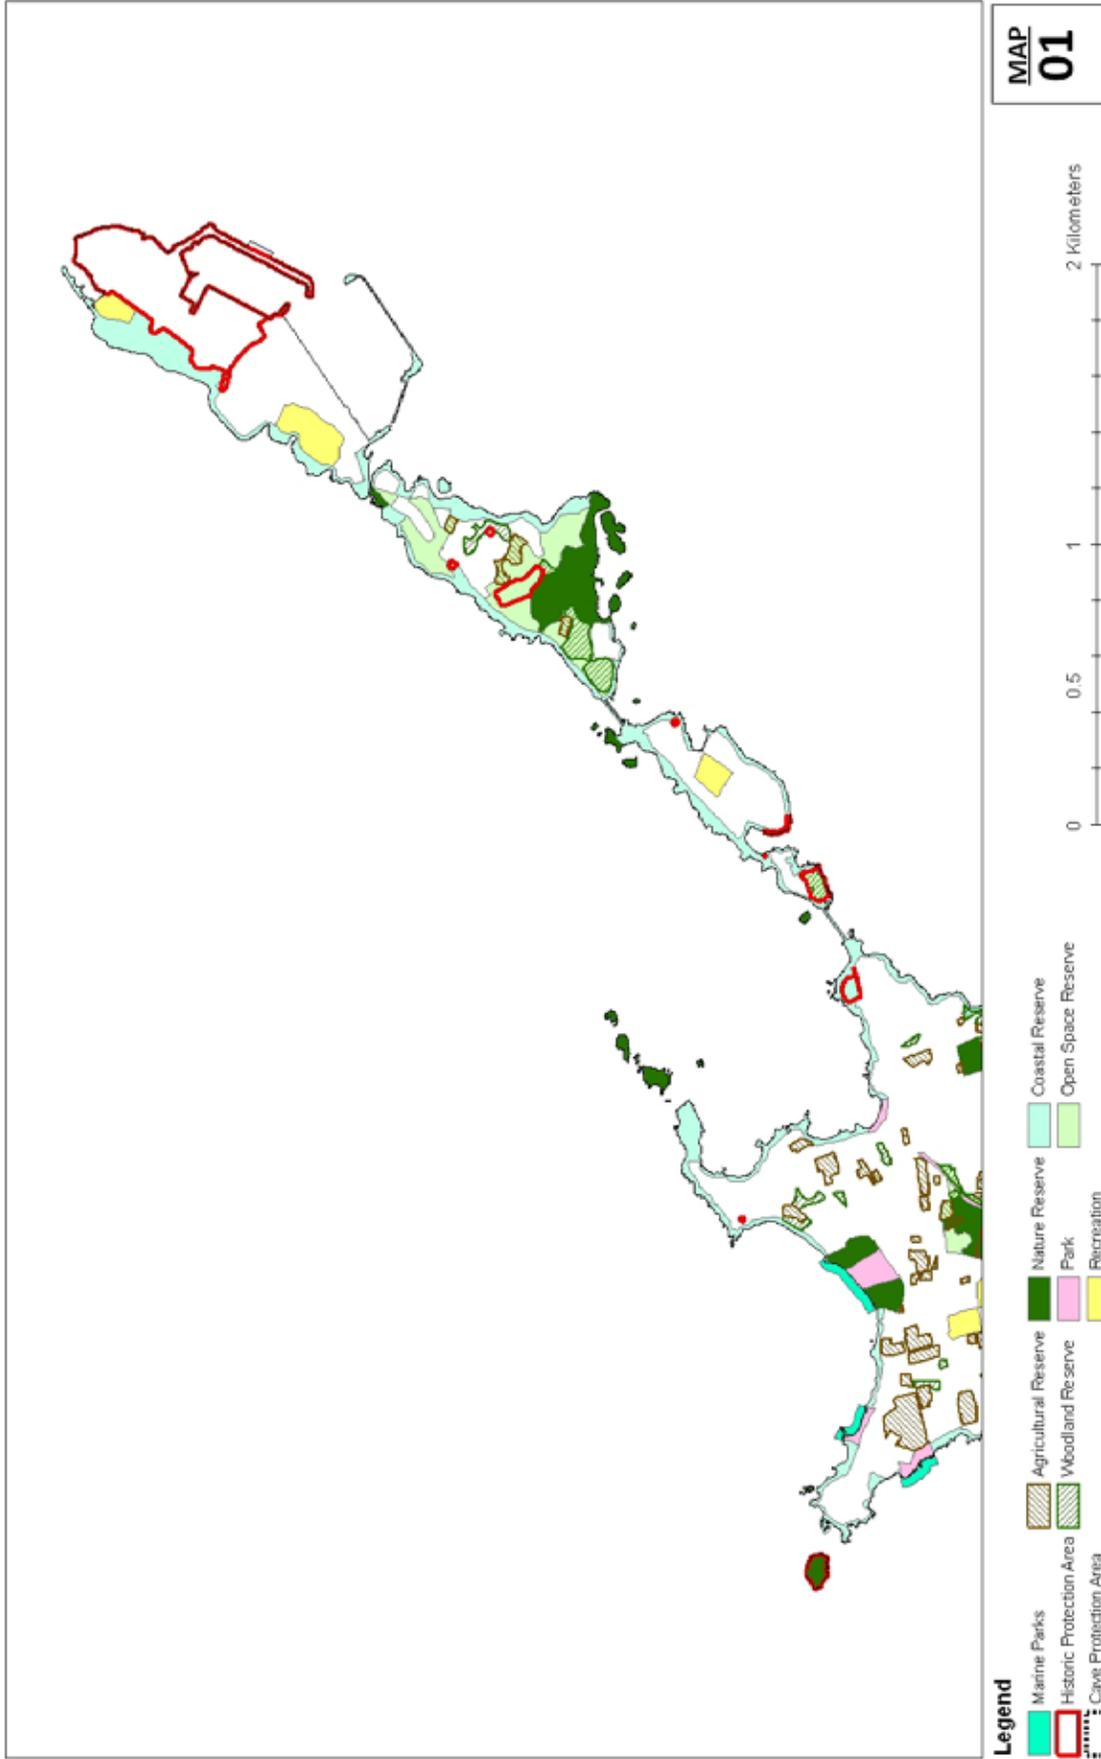 MAP
01
Legend
Marine Parks
Historic Protection Area
Cave Protection Area
Agricultural Reserve
Woodland Reserve
Nature Reserve
Park
Recreation
Coastal Reserve
Open Space Reserve
0 0.5 1 2 Kilometers